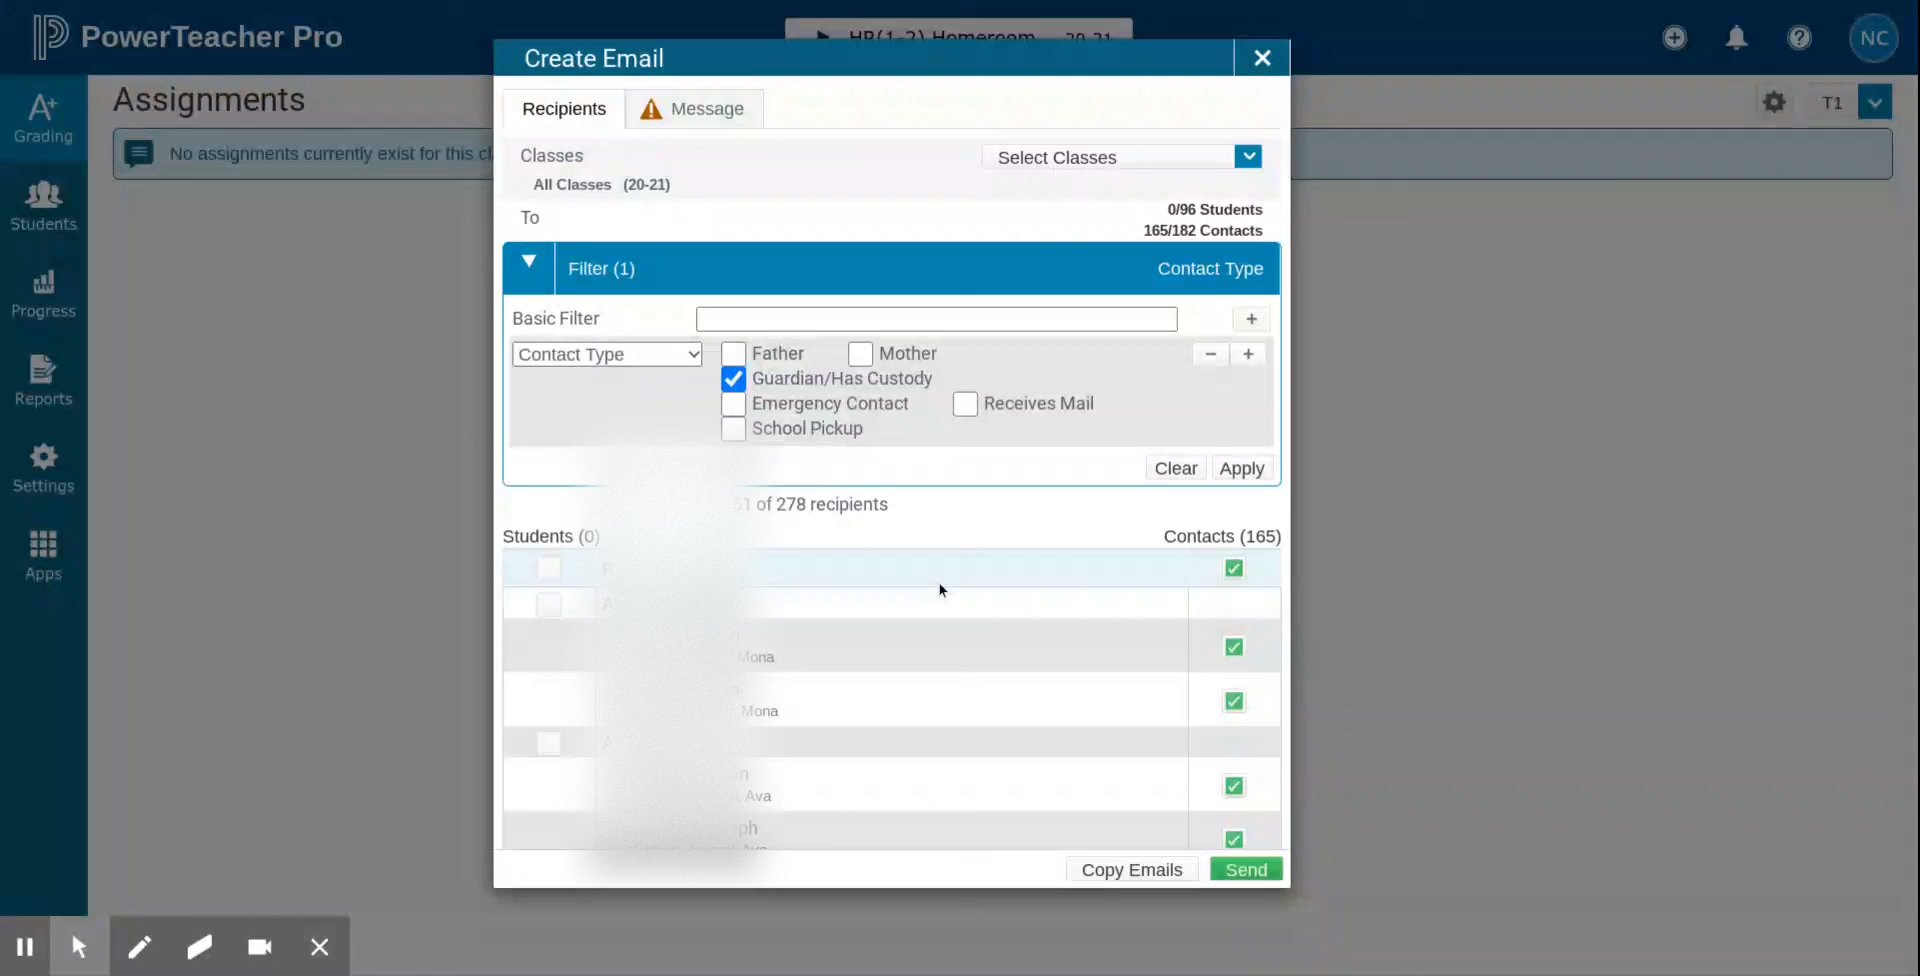 PowerTeacher Pro
NC
Create Email
A+
Grading
Students
Progress
Reports
Settings
Apps
Assignments
T1
No assignments currently exist for this
Recipients
Message
Classes
Select Classes
All Classes (20-21)
To
0/96 Students
165/182 Contacts
Filter (1)
Contact Type
Basic Filter
+
Contact Type
Father
Mother
− +
Guardian/Has Custody
Emergency Contact
Receives Mail
School Pickup
Clear
Apply
of 278 recipients
Students (0)
Contacts (165)
Mona
Mona
Ava
Copy Emails
Send